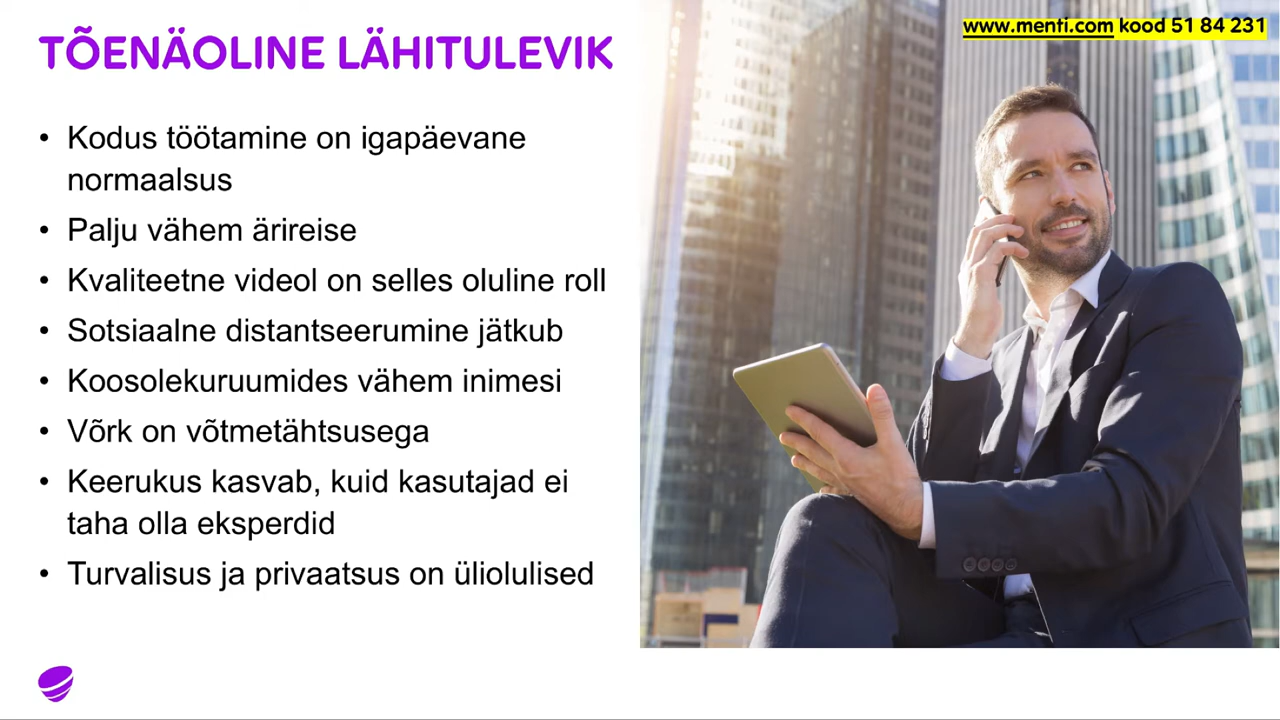 www.menti.com kood 51 84 231
TÕENÄOLINE LÄHITULEVIK
• Kodus töötamine on igapäevane
normaalsus
• Palju vähem ärireise
• Kvaliteetne videol on selles oluline roll
• Sotsiaalne distantseerumine jätkub
• Koosolekuruumides vähem inimesi
• Võrk on võtmetähtsusega
• Keerukus kasvab, kuid kasutajad ei
taha olla eksperdid
• Turvalisus ja privaatsus on üliolulised